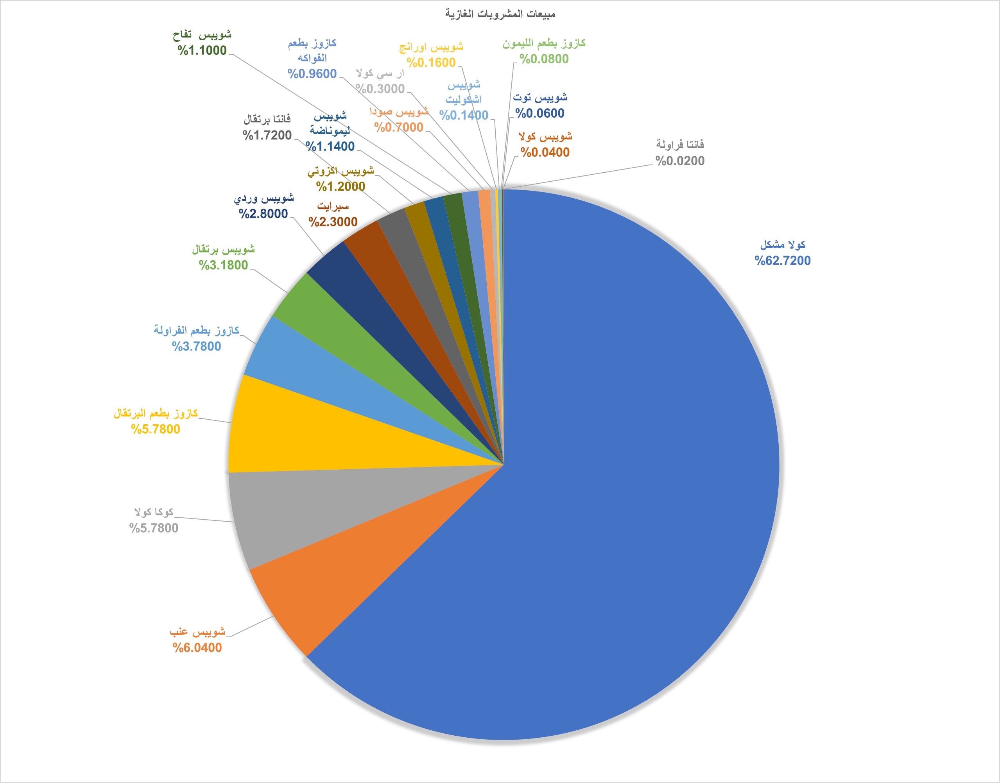 مبيعات المشروبات الغازية
شويبس تفاح
%1.1000
كازوز بطعم
الفواكه
%0.9600
شويبس اورانج
%0.1600
كازوز بطعم الليمون
%0.0800
ار سي كولا
%0.3000
شويبس
اشكوليت
%0.1400
شويبس توت
%0.0600
فانتا برتقال
%1.7200
شويبس
ليموناضة
%1.1400
شويبس صودا
%0.7000
شويبس كولا
%0.0400
فانتا فراولة
%0.0200
شويبس اكزوتي
%1.2000
شويبس وردي
%2.8000
سبرايت
%2.3000
كولا مشكل
%62.7200
شويبس برتقال
%3.1800
كازوز بطعم الفراولة
%3.7800
كازوز بطعم البرتقال
%5.7800
كوكا كولا
%5.7800
شويبس عنب
%6.0400